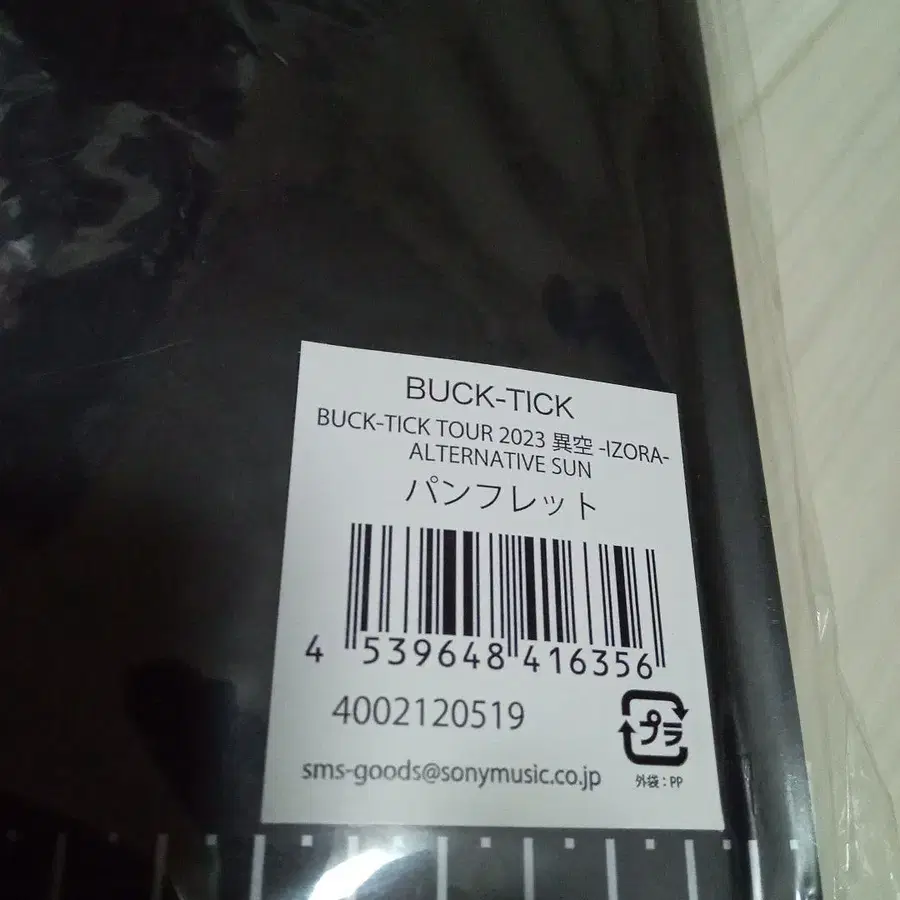 BUCK-TICK
BUCK-TICK TOUR 2023 異空 -IZORA-
ALTERNATIVE SUN
パンフレット
4 539648 416356
4002120519
プラ
sms-goods@sonymusic.co.jp
外袋：PP